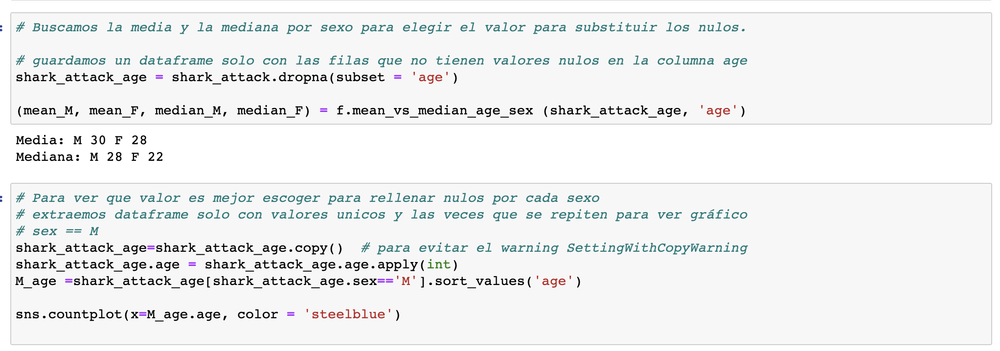 # Buscamos la media y la mediana por sexo para elegir el valor para substituir los nulos.
# guardamos un dataframe solo con las filas que no tienen valores nulos en la columna age
shark_attack_age = shark_attack.dropna(subset = 'age')
(mean_M, mean_F, median_M, median_F) = f.mean_vs_median_age_sex (shark_attack_age, 'age')
Media: M 30 F 28
Mediana: M 28 F 22
# Para ver que valor es mejor escoger para rellenar nulos por cada sexo
# extraemos dataframe solo con valores unicos y las veces que se repiten para ver gráfico
# sex == M
shark_attack_age=shark_attack_age.copy()  # para evitar el warning SettingWithCopyWarning
shark_attack_age.age = shark_attack_age.age.apply(int)
M_age =shark_attack_age[shark_attack_age.sex=='M'].sort_values('age')
sns.countplot(x=M_age.age, color = 'steelblue')